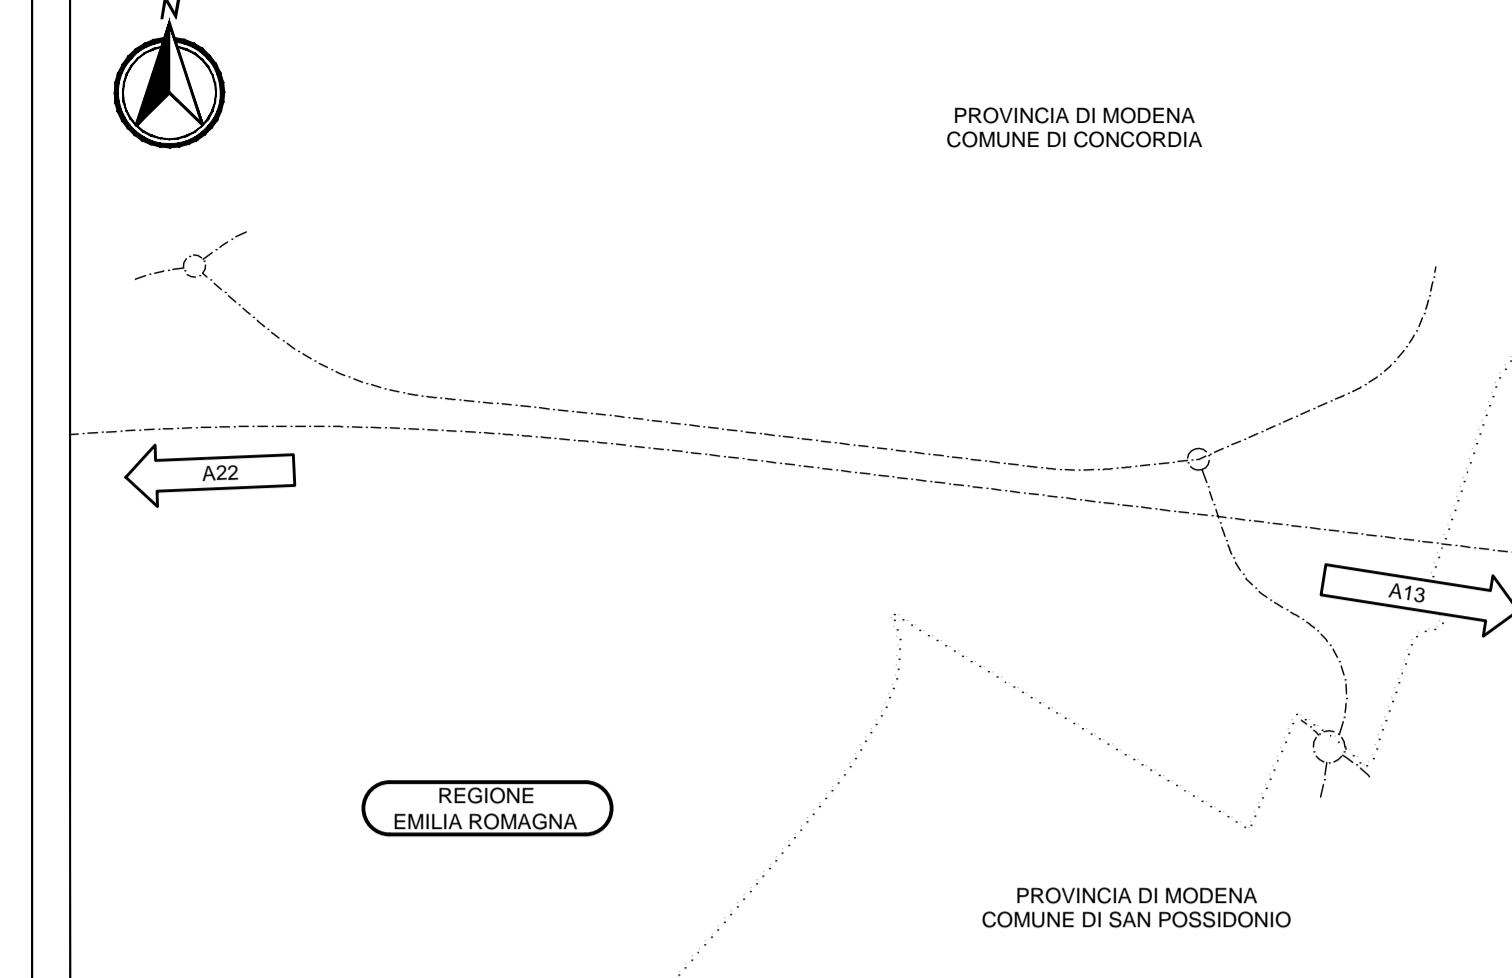 N
PROVINCIA DI MODENA
COMUNE DI CONCORDIA
A22
A13
REGIONE
EMILIA ROMAGNA
PROVINCIA DI MODENA
COMUNE DI SAN POSSIDONIO